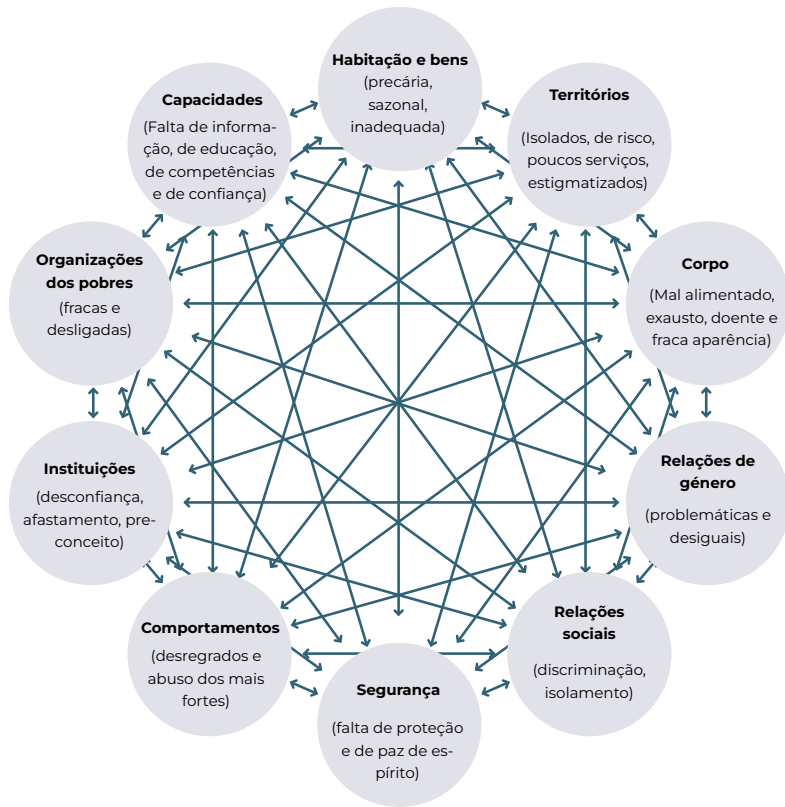 Habitação e bens
(precária,
sazonal,
inadequada)
Territórios
(Isolados, de risco,
poucos serviços,
estigmatizados)
Corpo
(Mal alimentado,
exausto, doente e
fraca aparência)
Relações de
género
(problemáticas e
desiguais)
Relações
sociais
(discriminação,
isolamento)
Segurança
(falta de proteção
e de paz de es-
pírito)
Comportamentos
(desregrados e
abuso dos mais
fortes)
Instituições
(desconfiança,
afastamento, pre-
conceito)
Organizações
dos pobres
(fracas e
desligadas)
Capacidades
(Falta de informa-
ção, de educação,
de competências
e de confiança)